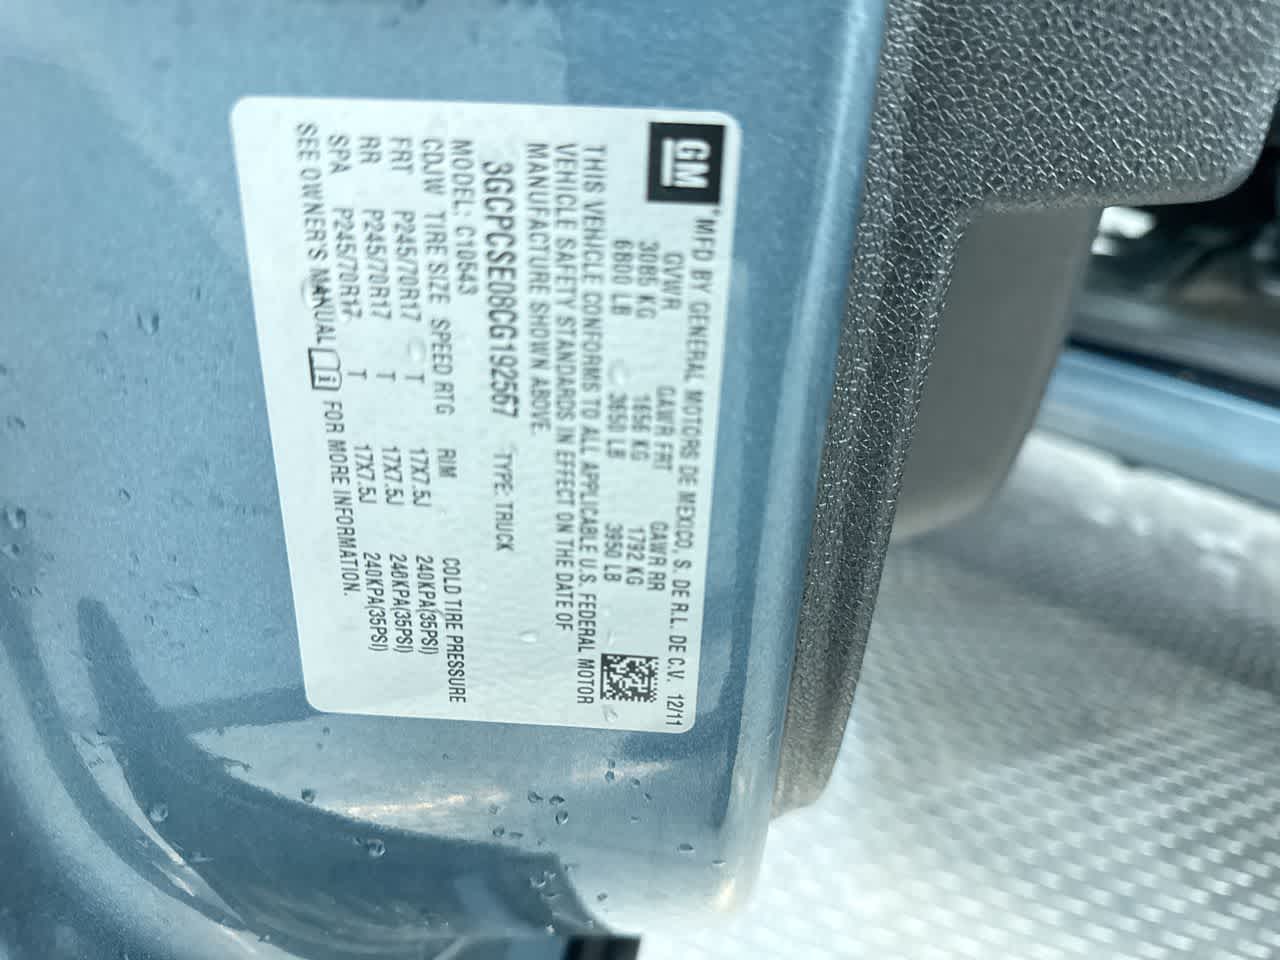 GM
*MFD BY GENERAL MOTORS DE MEXICO, S. DE R.L. DE C.V. 12/11
GVWR GAWR FRT GAWR RR
3085 KG 1656 KG 1792 KG
6800 LB 3650 LB 3950 LB
THIS VEHICLE CONFORMS TO ALL APPLICABLE U.S. FEDERAL MOTOR
VEHICLE SAFETY STANDARDS IN EFFECT ON THE DATE OF
MANUFACTURE SHOWN ABOVE.
3GCPCSE08CG192567 TYPE: TRUCK
MODEL: C10543
CDJW TIRE SIZE SPEED RTG RIM COLD TIRE PRESSURE
FRT P245/70R17 T 17X7.5J 240KPA(35PSI)
RR P245/70R17 T 17X7.5J 240KPA(35PSI)
SPA P245/70R17 T 17X7.5J 240KPA(35PSI)
SEE OWNER'S MANUAL i FOR MORE INFORMATION.